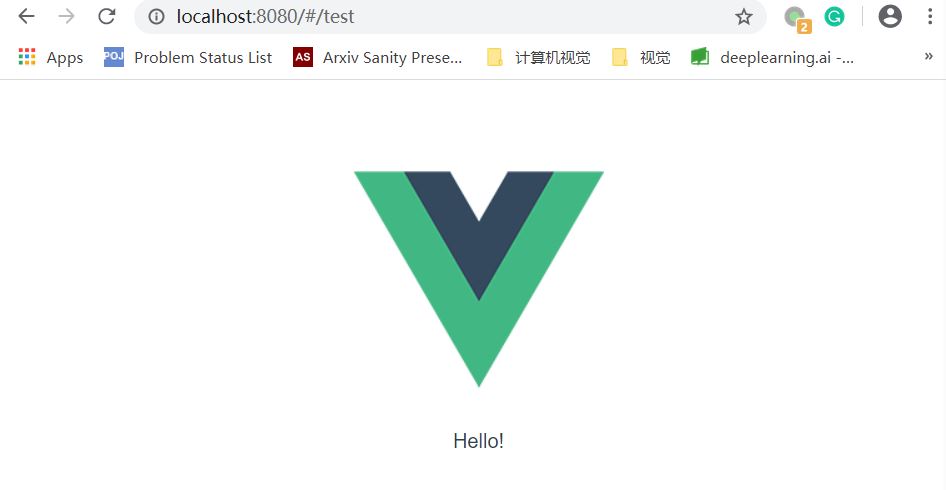 localhost:8080/#/test
2
Apps
POJ Problem Status List
AS Arxiv Sanity Prese...
计算机视觉
视觉
deeplearning.ai -...
»
Hello!